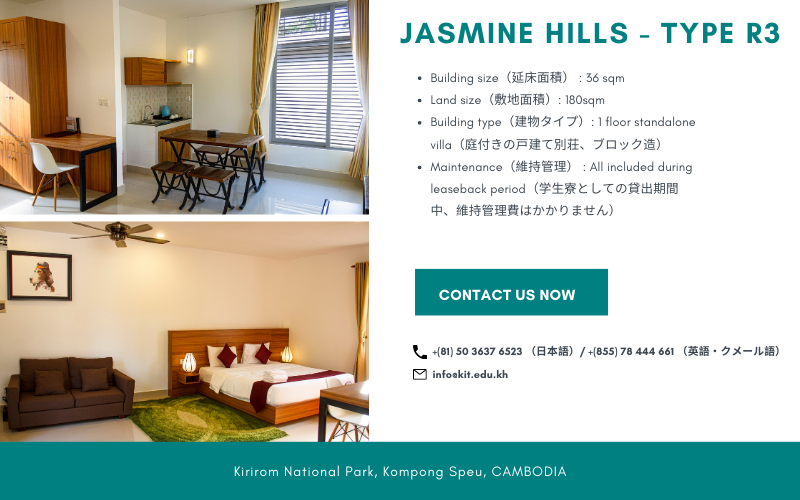 JASMINE HILLS - TYPE R3
• Building size（延床面積） : 36 sqm
• Land size（敷地面積）: 180sqm
• Building type（建物タイプ）: 1 floor standalone
villa（庭付きの戸建て別荘、ブロック造）
• Maintenance（維持管理） : All included during
leaseback period（学生寮としての貸出期間
中、維持管理費はかかりません）
CONTACT US NOW
+(81) 50 3637 6523 （日本語）/ +(855) 78 444 661 （英語・クメール語）
info@kit.edu.kh
Kirirom National Park, Kompong Speu, CAMBODIA